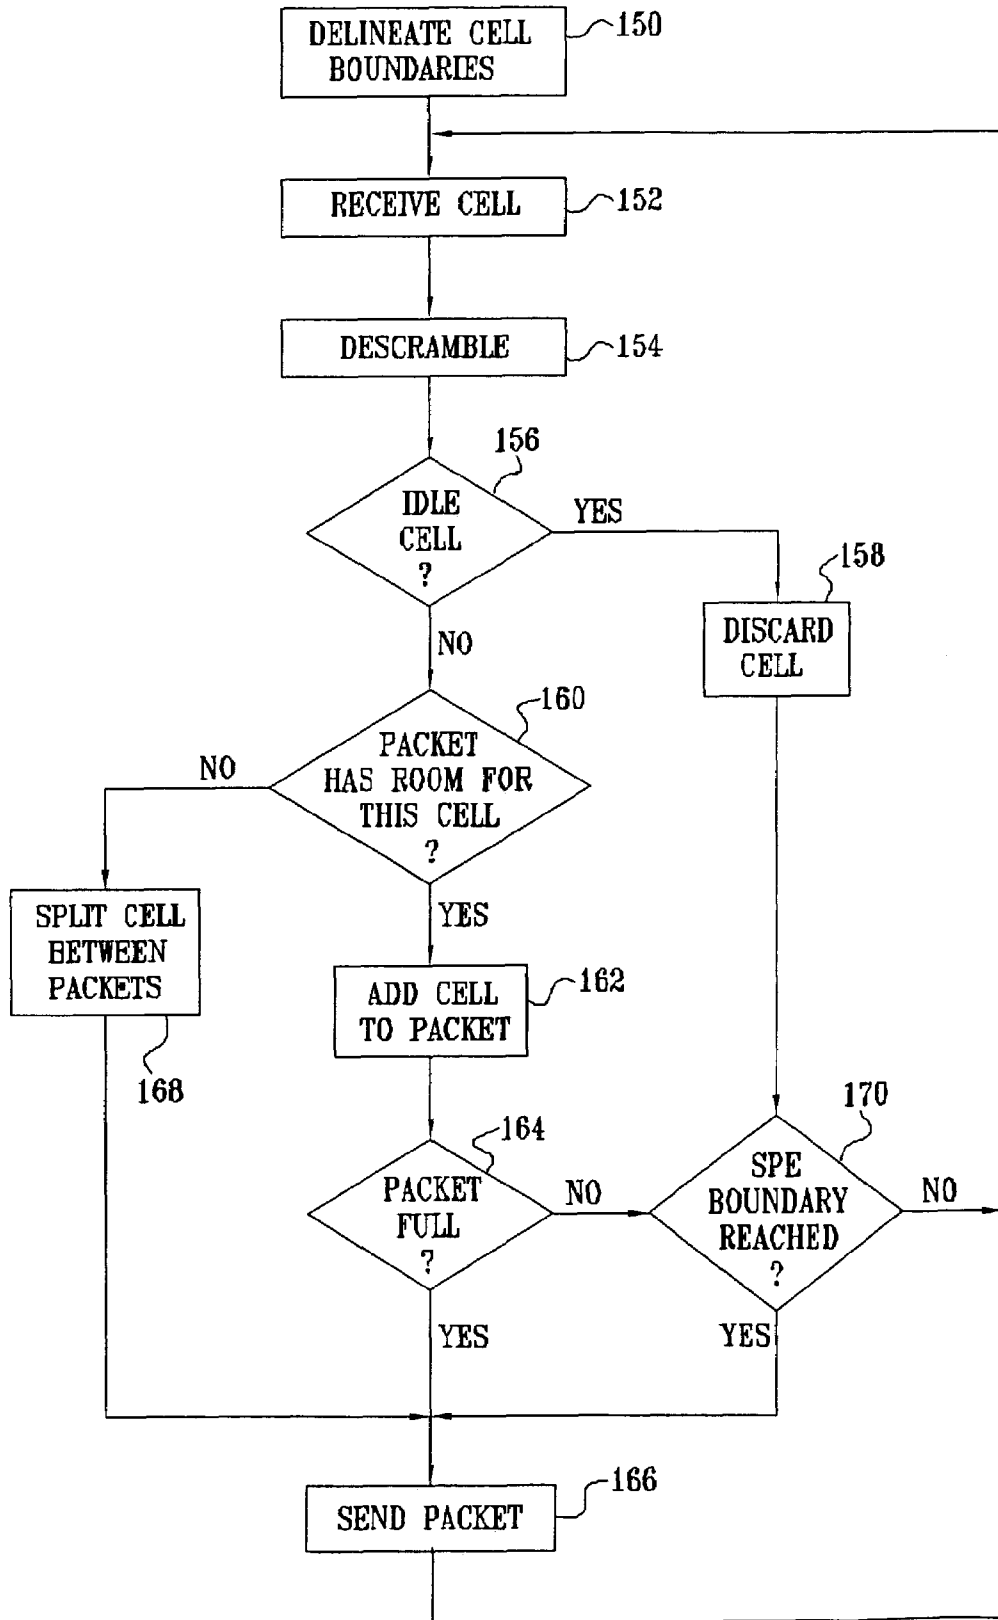 DELINEATE CELL
BOUNDARIES
150
RECEIVE CELL
152
DESCRAMBLE
154
156
IDLE
CELL
?
YES
NO
158
DISCARD
CELL
160
PACKET
HAS ROOM FOR
THIS CELL
?
NO
YES
SPLIT CELL
BETWEEN
PACKETS
168
ADD CELL
TO PACKET
162
164
PACKET
FULL
?
NO
YES
170
SPE
BOUNDARY
REACHED
?
NO
YES
SEND PACKET
166